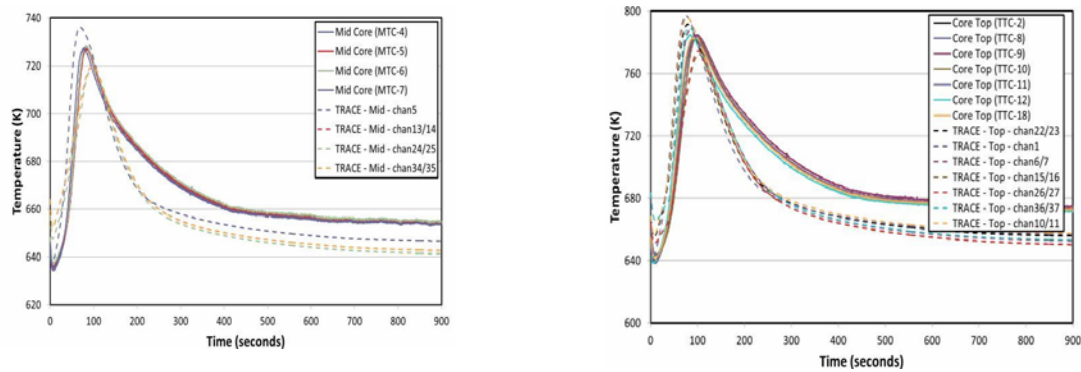 740
720
700
680
660
640
620
Temperature (K)
0 100 200 300 400 500 600 700 800 900
Time (seconds)
Mid Core (MTC-4)
Mid Core (MTC-5)
Mid Core (MTC-6)
Mid Core (MTC-7)
TRACE - Mid - chan5
TRACE - Mid - chan13/14
TRACE - Mid - chan24/25
TRACE - Mid - chan34/35
800
760
720
680
640
600
Temperature (K)
0 100 200 300 400 500 600 700 800 900
Time (seconds)
Core Top (TTC-2)
Core Top (TTC-8)
Core Top (TTC-9)
Core Top (TTC-10)
Core Top (TTC-11)
Core Top (TTC-12)
Core Top (TTC-18)
TRACE - Top - chan22/23
TRACE - Top - chan1
TRACE - Top - chan6/7
TRACE - Top - chan15/16
TRACE - Top - chan26/27
TRACE - Top - chan36/37
TRACE - Top - chan10/11